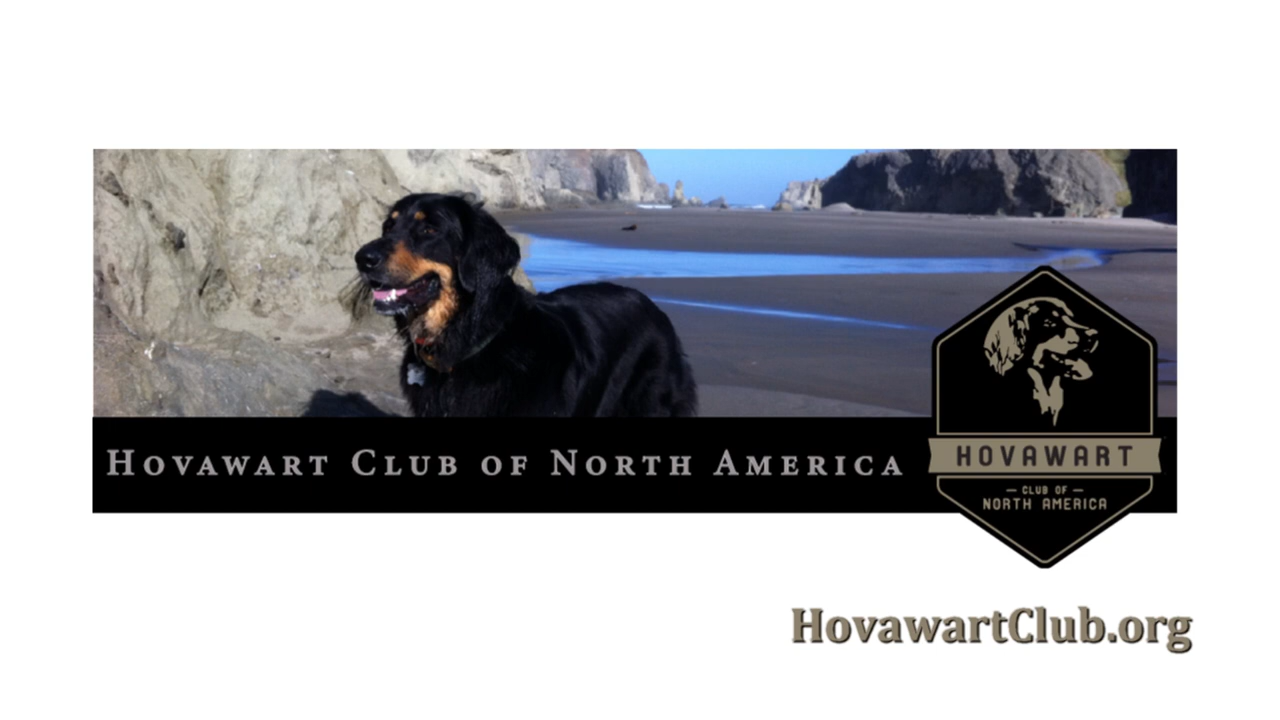 Hovawart Club of North America
HOVAWART
— CLUB OF —
NORTH AMERICA
HovawartClub.org